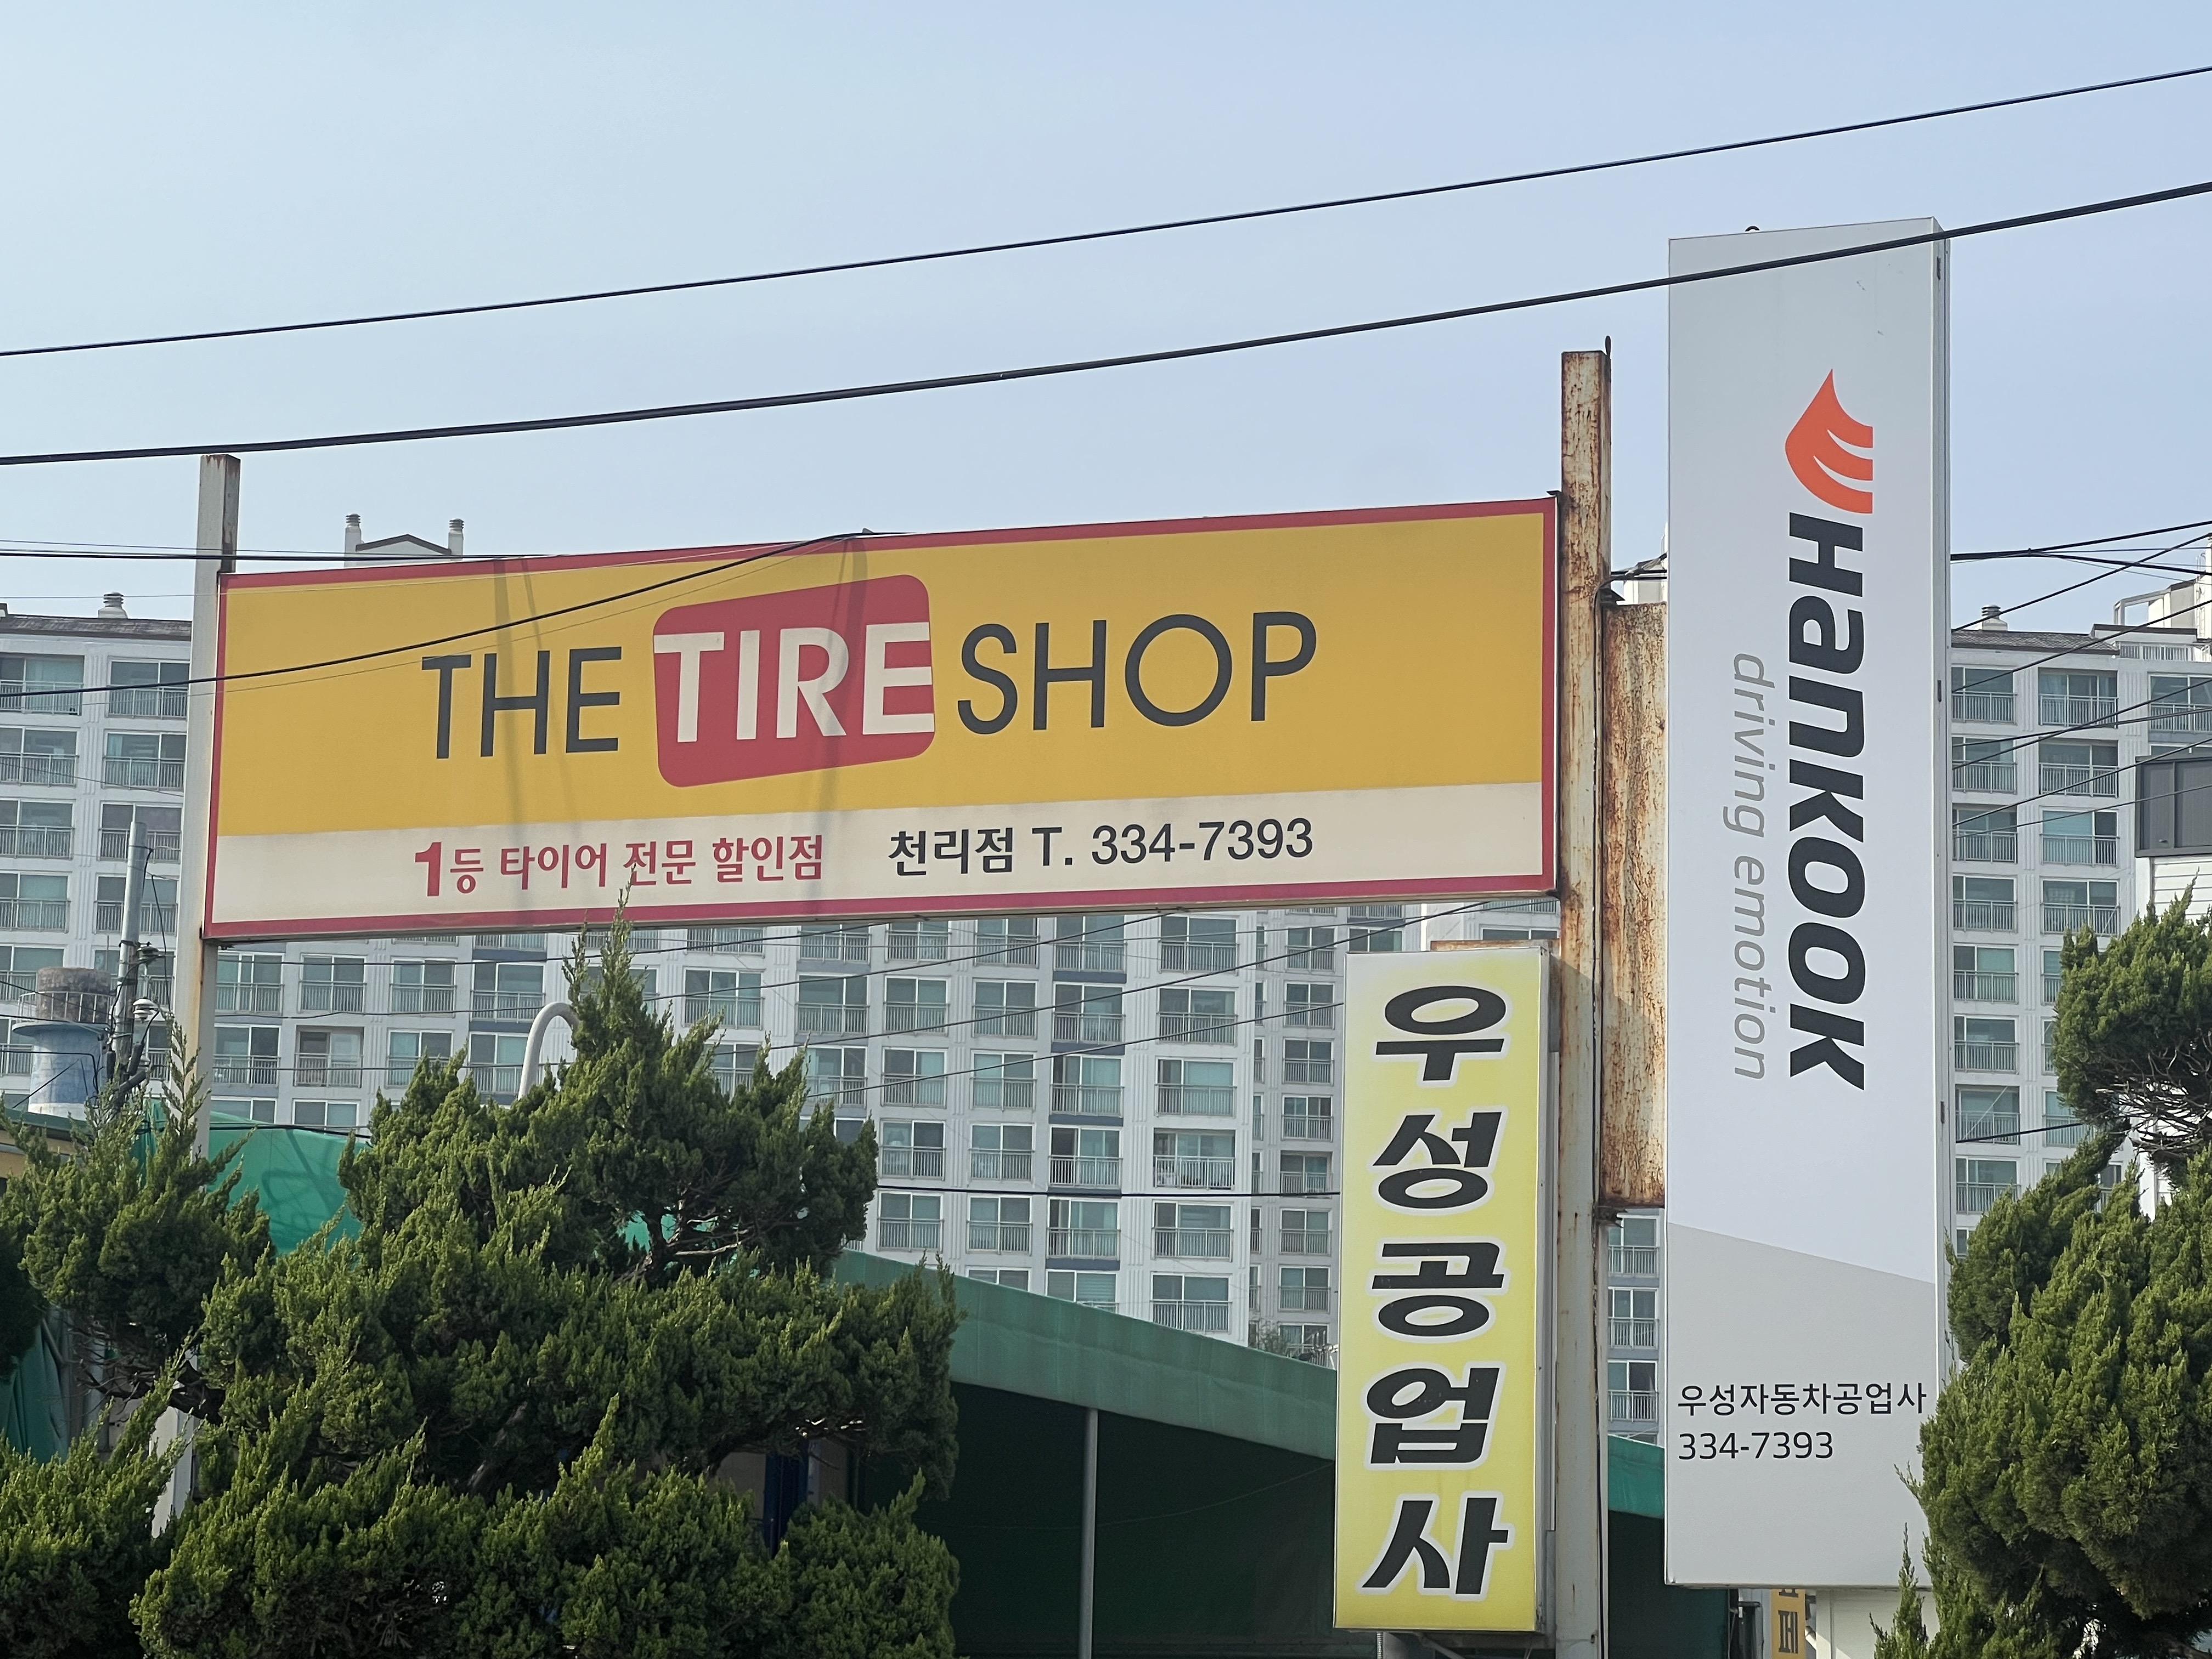 THE TIRE SHOP
1등 타이어 전문 할인점 천리점 T. 334-7393
우성공업사
Hankook
driving emotion
우성자동차공업사
334-7393